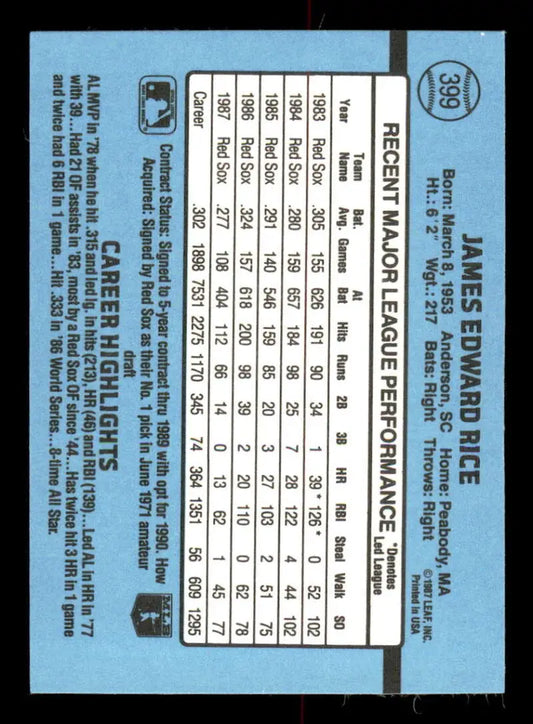 399
JAMES EDWARD RICE
Born: March 8, 1953 Anderson, SC Home: Peabody, MA
Ht.: 6'2" Wgt.: 217 Bats: Right Throws: Right
©1987 LEAF, INC.
Printed in USA
RECENT MAJOR LEAGUE PERFORMANCE *Denotes Led League
Year Team Name Bat. Avg. Games At Bat Hits Runs 2B 3B HR RBI Steal Walk SO
1983 Red Sox .305 155 626 191 90 34 1 39* 126* 0 52 102
1984 Red Sox .280 159 657 184 98 25 7 28 122 4 44 102
1985 Red Sox .291 140 546 159 85 20 3 27 103 2 51 75
1986 Red Sox .324 157 618 200 98 39 2 20 110 0 62 78
1987 Red Sox .277 108 404 112 66 14 0 13 62 1 45 77
Career .302 1898 7531 2275 1170 345 74 364 1351 56 609 1295
Contract Status: Signed to 5-year contract thru 1989 with opt for 1990. How
Acquired: Signed by Red Sox as their No. 1 pick in June 1971 amateur
draft
MLB
CAREER HIGHLIGHTS
AL MVP in '78 when he hit .315 and led lg. In hits (213), HR (46) and RBI (139)...Led AL in HR in '77
with 39...Had 21 OF assists in '83, most by a Red Sox OF since '44...Has twice hit 3 HR in 1 game
and twice had 6 RBI in 1 game...Hit .333 in '86 World Series...8-time All Star.